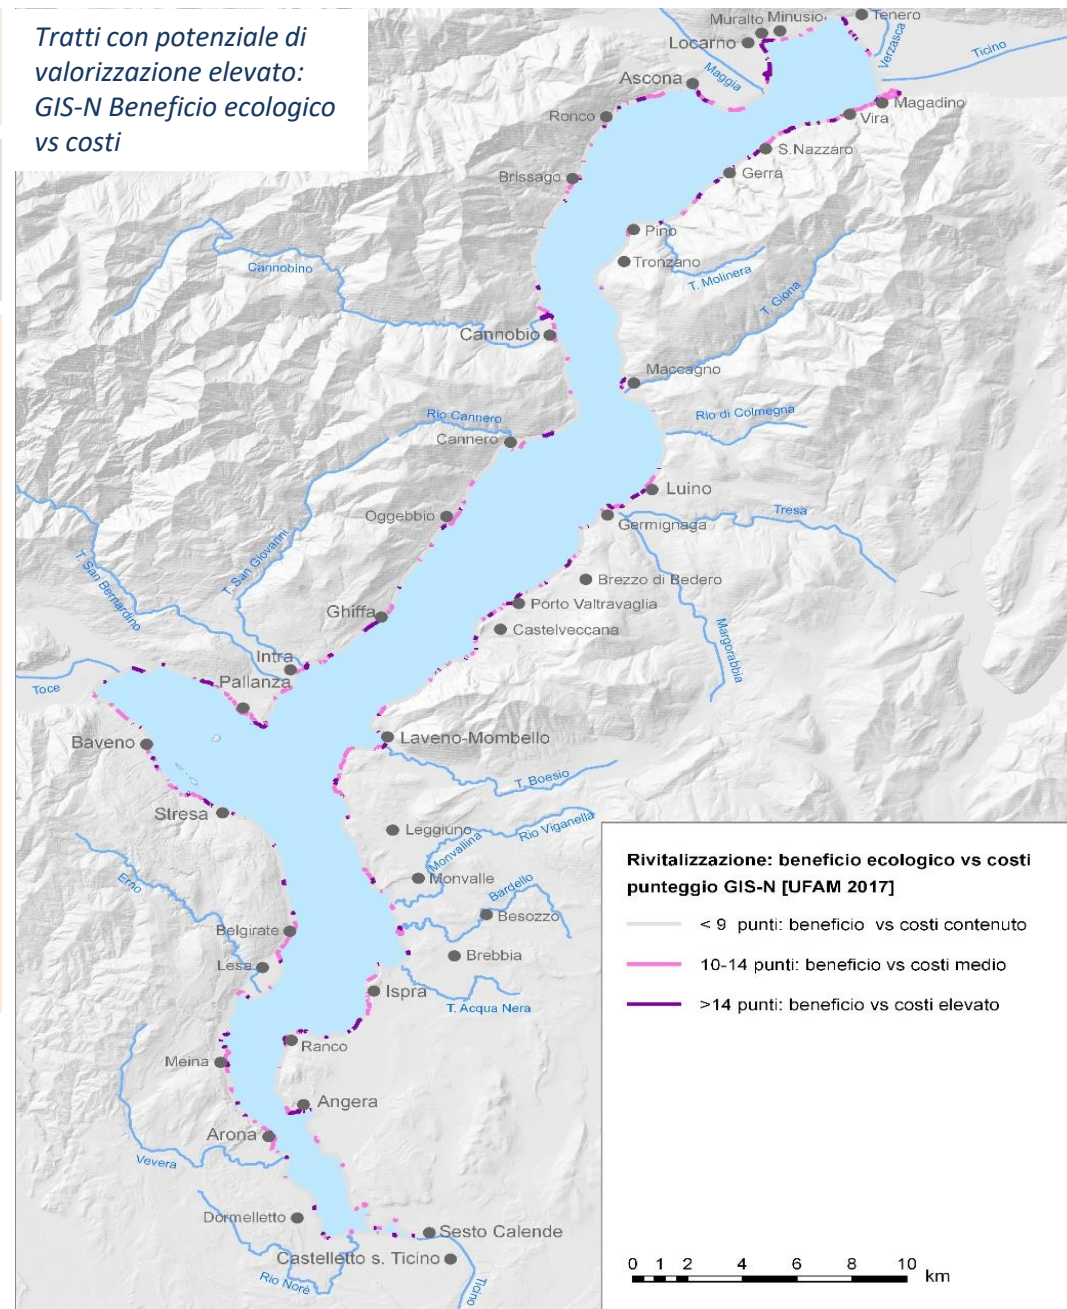 Tratti con potenziale di
valorizzazione elevato:
GIS-N Beneficio ecologico
vs costi
Muralto
Minusio
Tenero
Locarno
Verzasca
Ticino
Maggia
Ascona
Magadino
Ronco
Vira
S.Nazzaro
Gerra
Brissago
Pino
Tronzano
Cannobino
T. Molinera
T. Giona
Cannobio
Maccagno
Rio Cannero
Rio di Colmegna
Cannero
Luino
Oggebbio
Germignaga
Tresa
T. San Giovanni
T. San Bernardino
Brezzo di Bedero
Porto Valtravaglia
Ghiffa
Castelveccana
Margorabbia
Intra
Pallanza
Toce
Baveno
Laveno-Mombello
T. Boesio
Stresa
Leggiuno
Rio Viganella
Monvallina
Monvalle
Erno
Bardello
Besozzo
Belgirate
Brebbia
Lesa
Ispra
T. Acqua Nera
Ranco
Meina
Angera
Arona
Vevera
Dormelletto
Sesto Calende
Castelletto s. Ticino
Rio Norè
Ticino
Rivitalizzazione: beneficio ecologico vs costi
punteggio GIS-N [UFAM 2017]
< 9 punti: beneficio vs costi contenuto
10-14 punti: beneficio vs costi medio
>14 punti: beneficio vs costi elevato
0 1 2 4 6 8 10
km